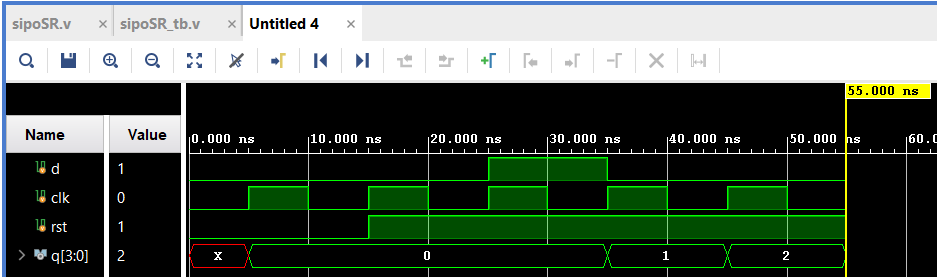 sipoSR.v × sipoSR_tb.v × Untitled 4 ×
55.000 ns
Name Value 0.000 ns 10.000 ns 20.000 ns 30.000 ns 40.000 ns 50.000 ns 60.0
d 1
clk 0
rst 1
q[3:0] 2 X 0 1 2